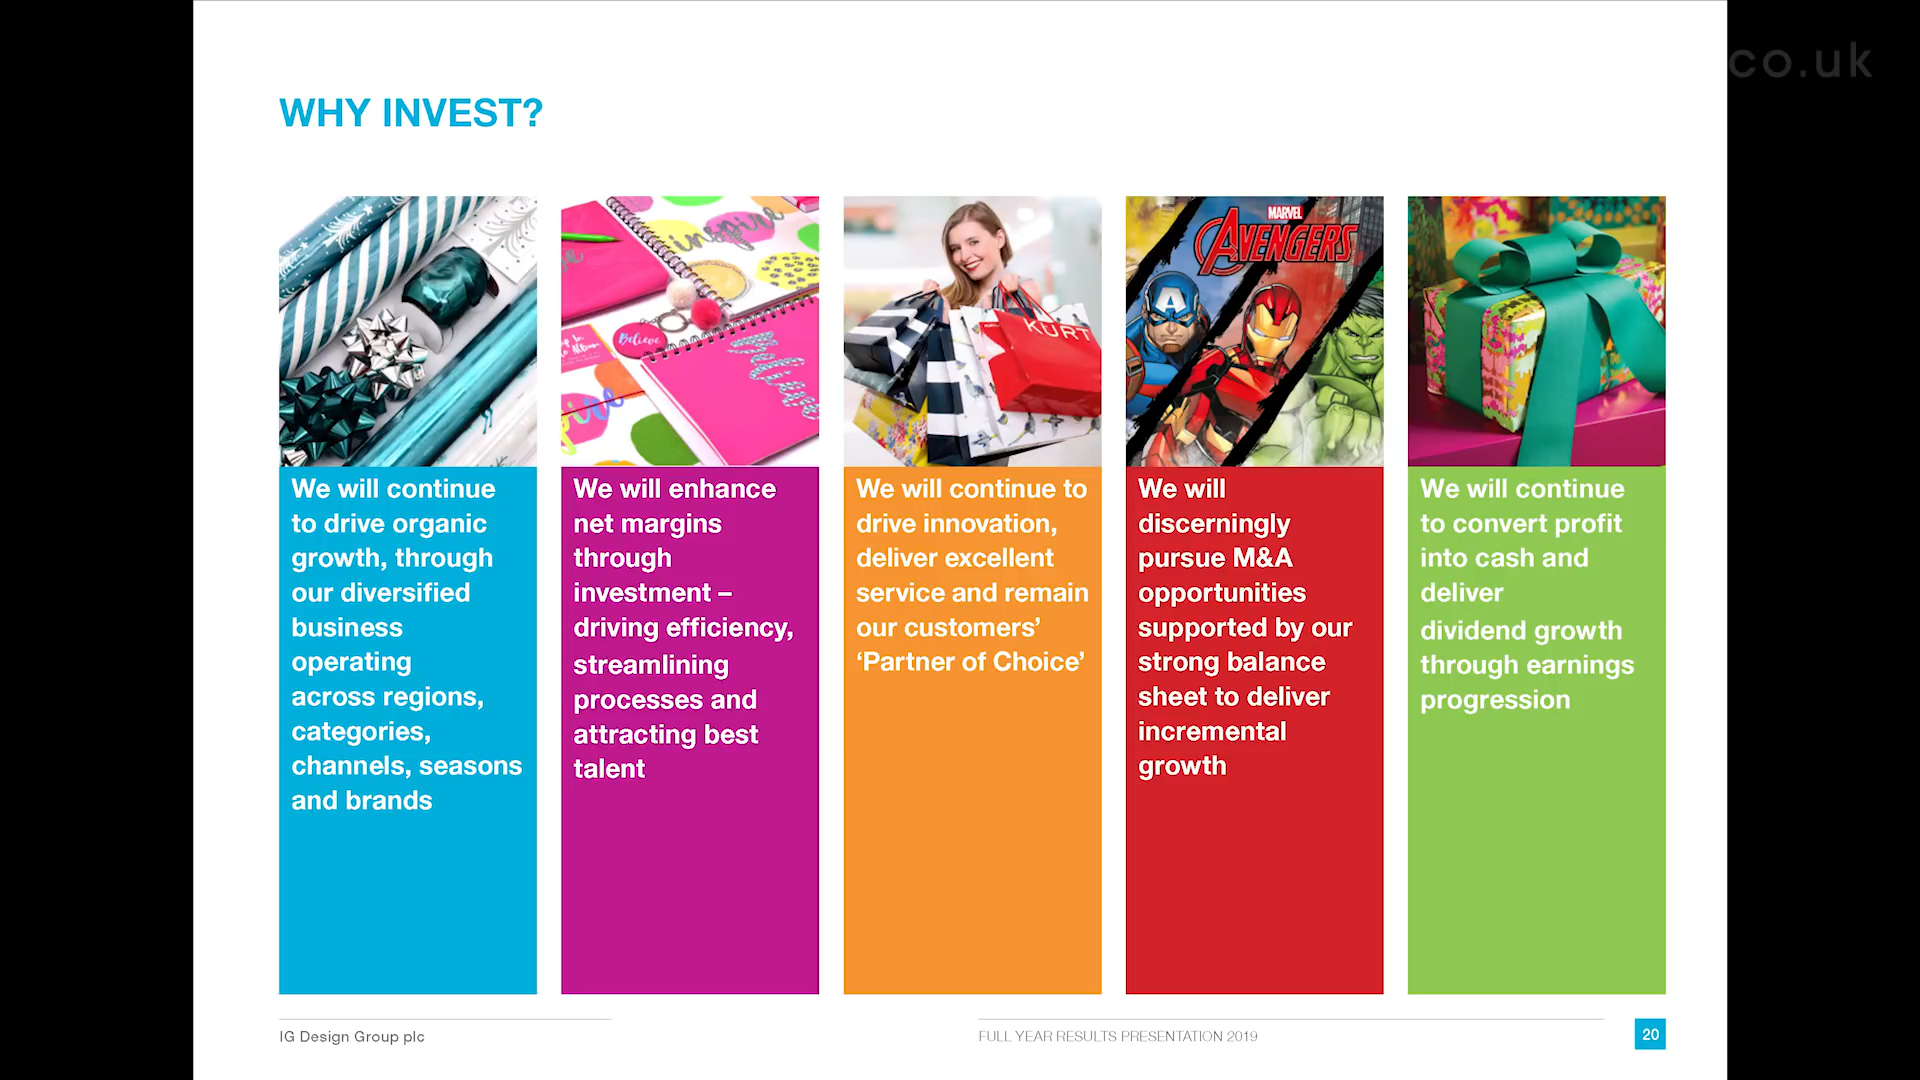 co.uk
WHY INVEST?
inspire
Believe
KURT
MARVEL
AVENGERS
We will continue
to drive organic
growth, through
our diversified
business
operating
across regions,
categories,
channels, seasons
and brands
We will enhance
net margins
through
investment –
driving efficiency,
streamlining
processes and
attracting best
talent
We will continue to
drive innovation,
deliver excellent
service and remain
our customers’
‘Partner of Choice’
We will
discerningly
pursue M&A
opportunities
supported by our
strong balance
sheet to deliver
incremental
growth
We will continue
to convert profit
into cash and
deliver
dividend growth
through earnings
progression
IG Design Group plc
FULL YEAR RESULTS PRESENTATION 2019
20